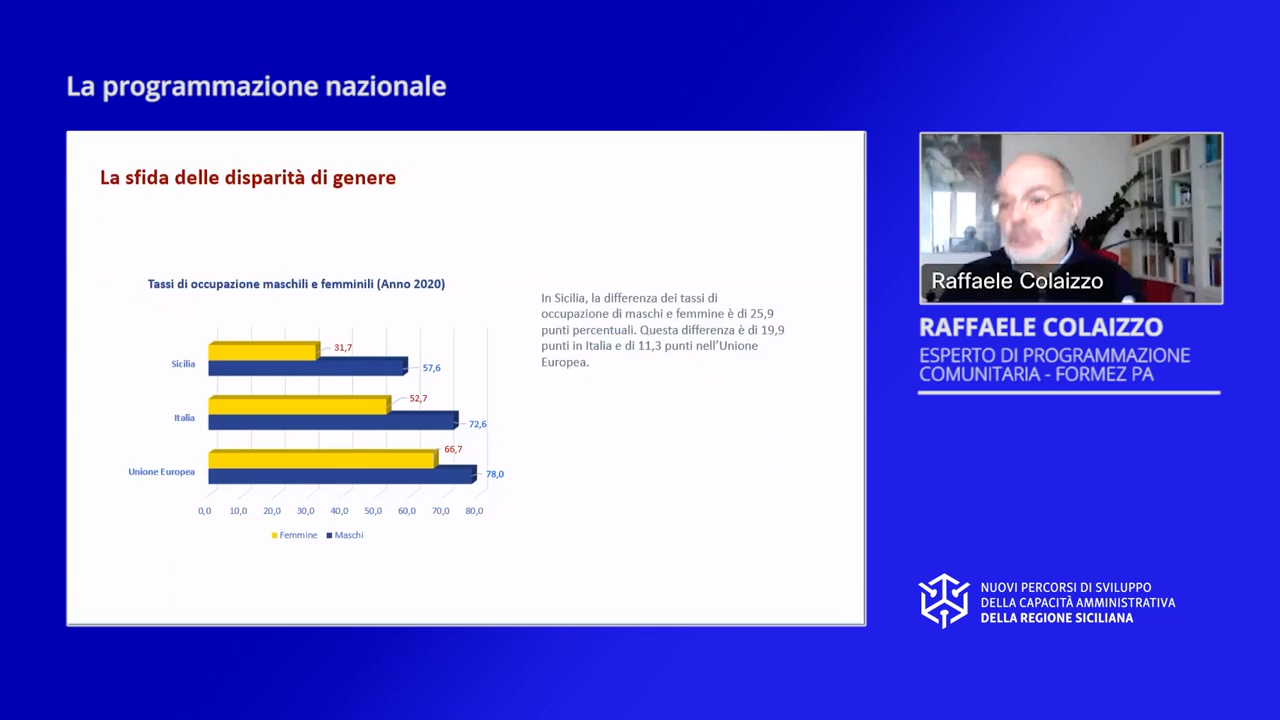 La programmazione nazionale
La sfida delle disparità di genere
Tassi di occupazione maschili e femminili (Anno 2020)
Sicilia
31,7
57,6
Italia
52,7
72,6
Unione Europea
66,7
78,0
0,0 10,0 20,0 30,0 40,0 50,0 60,0 70,0 80,0
Femmine Maschi
In Sicilia, la differenza dei tassi di
occupazione di maschi e femmine è di 25,9
punti percentuali. Questa differenza è di 19,9
punti in Italia e di 11,3 punti nell'Unione
Europea.
Raffaele Colaizzo
RAFFAELE COLAIZZO
ESPERTO DI PROGRAMMAZIONE
COMUNITARIA - FORMEZ PA
NUOVI PERCORSI DI SVILUPPO
DELLA CAPACITÀ AMMINISTRATIVA
DELLA REGIONE SICILIANA